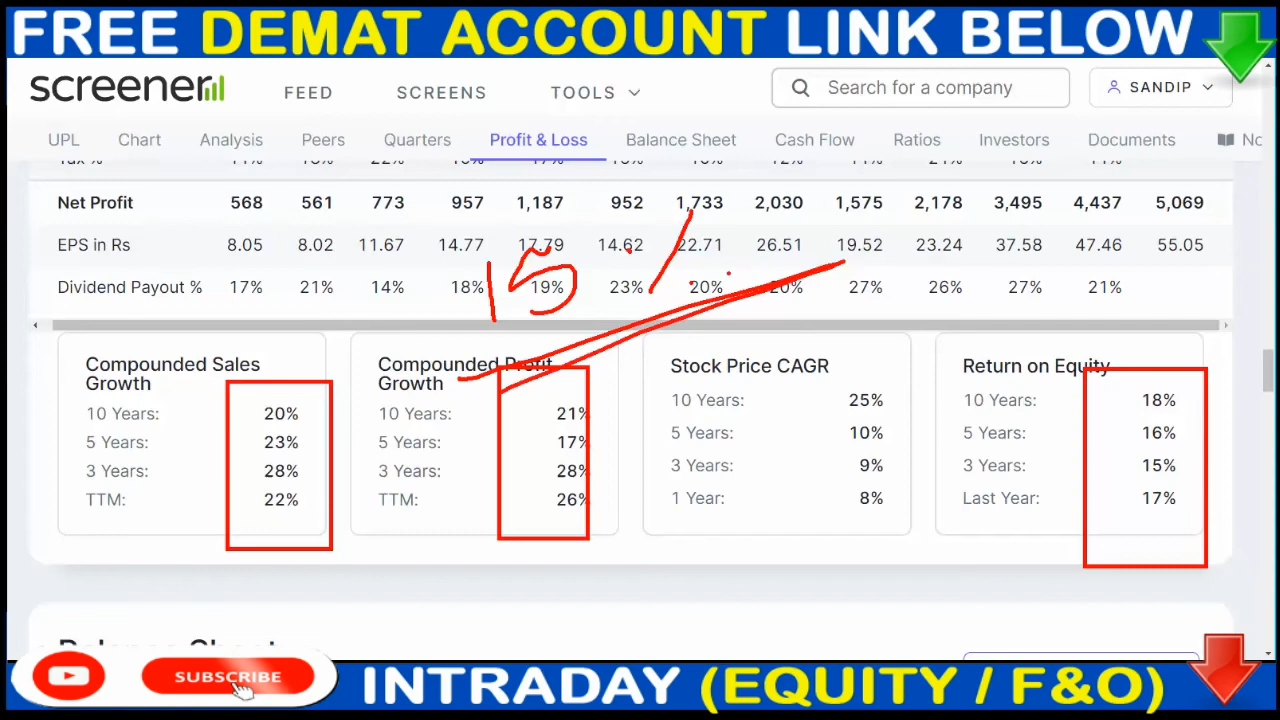 FREE DEMAT ACCOUNT LINK BELOW
screener FEED SCREENS TOOLS Search for a company SANDIP
UPL Chart Analysis Peers Quarters Profit & Loss Balance Sheet Cash Flow Ratios Investors Documents No
Net Profit 568 561 773 957 1,187 952 1,733 2,030 1,575 2,178 3,495 4,437 5,069
EPS in Rs 8.05 8.02 11.67 14.77 17.79 14.62 22.71 26.51 19.52 23.24 37.58 47.46 55.05
15 %
Dividend Payout % 17% 21% 14% 18% 19% 23% 20% 20% 27% 26% 27% 21%
Compounded Sales
Growth
10 Years: 20%
5 Years: 23%
3 Years: 28%
TTM: 22%
Compounded Profit
Growth
10 Years: 21%
5 Years: 17%
3 Years: 28%
TTM: 26%
Stock Price CAGR
10 Years: 25%
5 Years: 10%
3 Years: 9%
1 Year: 8%
Return on Equity
10 Years: 18%
5 Years: 16%
3 Years: 15%
Last Year: 17%
SUBSCRIBE
INTRADAY (EQUITY / F&O)